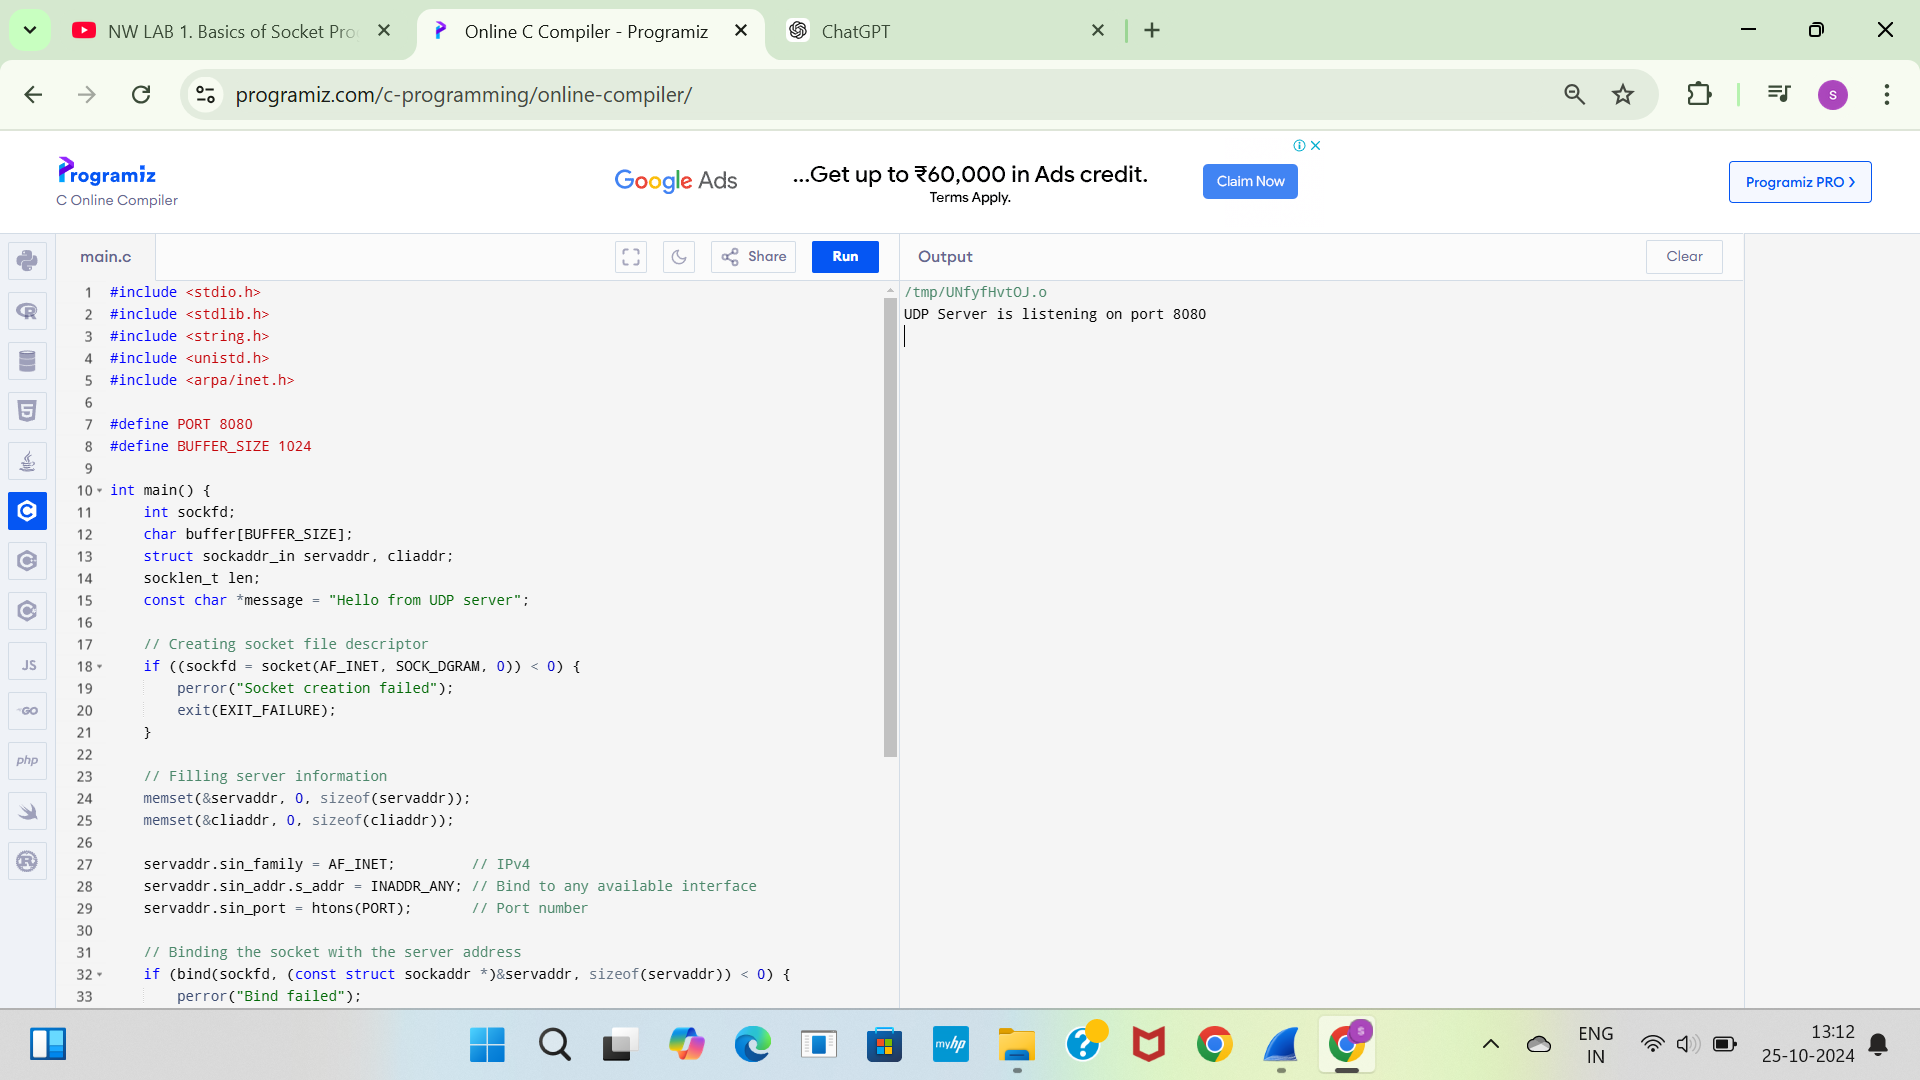 NW LAB 1. Basics of Socket Pro
Online C Compiler - Programiz
ChatGPT
programiz.com/c-programming/online-compiler/
S
Programiz
C Online Compiler
Google Ads
...Get up to ₹60,000 in Ads credit.
Terms Apply.
Claim Now
Programiz PRO
main.c
Share
Run
Output
Clear
1 #include <stdio.h>
2 #include <stdlib.h>
3 #include <string.h>
4 #include <unistd.h>
5 #include <arpa/inet.h>
6
7 #define PORT 8080
8 #define BUFFER_SIZE 1024
9
10 int main() {
11 int sockfd;
12 char buffer[BUFFER_SIZE];
13 struct sockaddr_in servaddr, cliaddr;
14 socklen_t len;
15 const char *message = "Hello from UDP server";
16
17 // Creating socket file descriptor
18 if ((sockfd = socket(AF_INET, SOCK_DGRAM, 0)) < 0) {
19 perror("Socket creation failed");
20 exit(EXIT_FAILURE);
21 }
22
23 // Filling server information
24 memset(&servaddr, 0, sizeof(servaddr));
25 memset(&cliaddr, 0, sizeof(cliaddr));
26
27 servaddr.sin_family = AF_INET; // IPv4
28 servaddr.sin_addr.s_addr = INADDR_ANY; // Bind to any available interface
29 servaddr.sin_port = htons(PORT); // Port number
30
31 // Binding the socket with the server address
32 if (bind(sockfd, (const struct sockaddr *)&servaddr, sizeof(servaddr)) < 0) {
33 perror("Bind failed");
/tmp/UNfyfHvtOJ.o
UDP Server is listening on port 8080
JS
GO
php
myhp
S
ENG
IN
13:12
25-10-2024